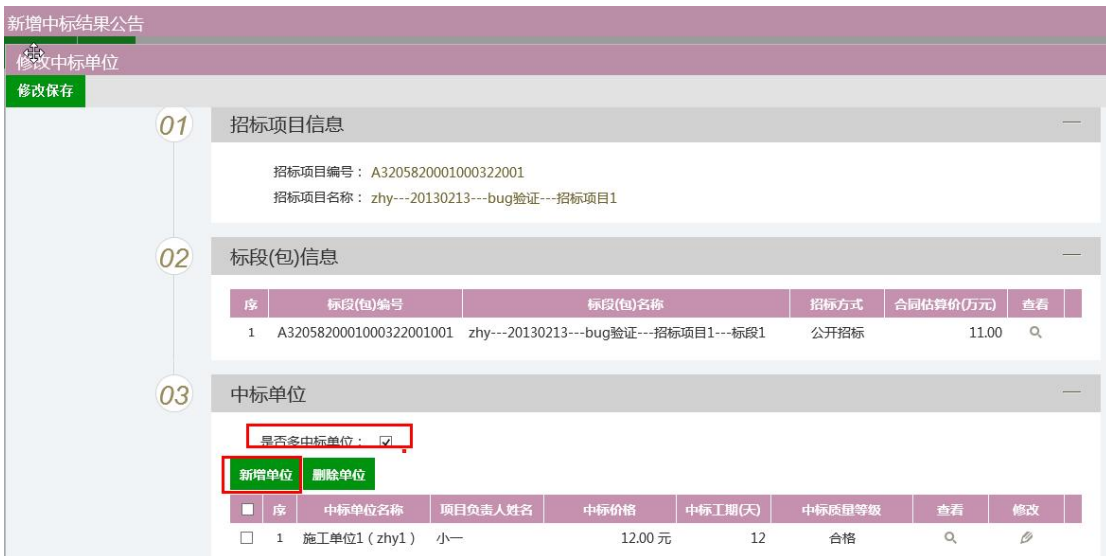 新增中标结果公告
修改中标单位
修改保存
01 招标项目信息
招标项目编号： A3205820001000322001
招标项目名称： zhy---20130213---bug验证---招标项目1
02 标段(包)信息
序 标段(包)编号 标段(包)名称 招标方式 合同估算价(万元) 查看
1 A3205820001000322001001 zhy---20130213---bug验证---招标项目1---标段1 公开招标 11.00
03 中标单位
是否多中标单位：
新增单位 删除单位
序 中标单位名称 项目负责人姓名 中标价格 中标工期(天) 中标质量等级 查看 修改
1 施工单位1（zhy1） 小一 12.00 元 12 合格